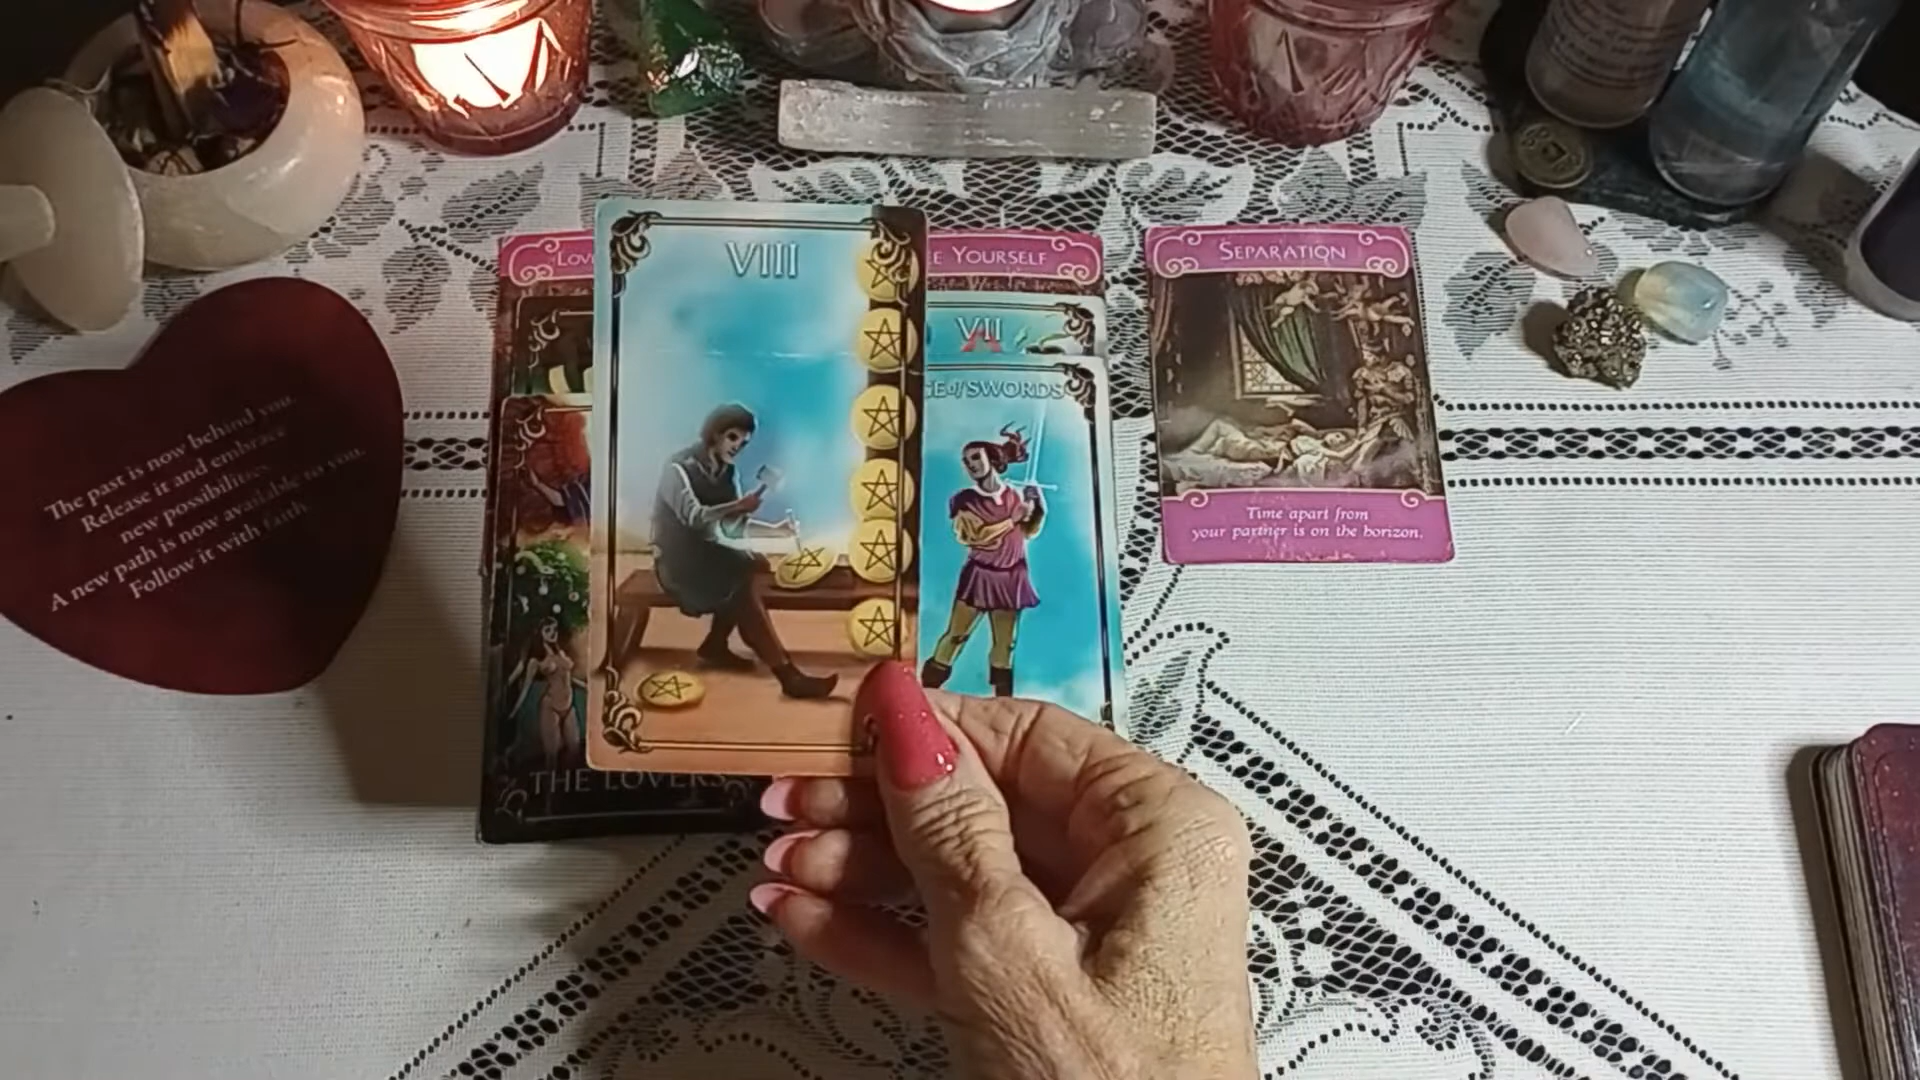 The past is now behind you.
Release it and embrace
new possibilities.
A new path is now available to you.
Follow it with faith.
LOV
VIII
E YOURSELF
VII
GE of SWORDS
THE LOVERS
SEPARATION
Time apart from
your partner is on the horizon.